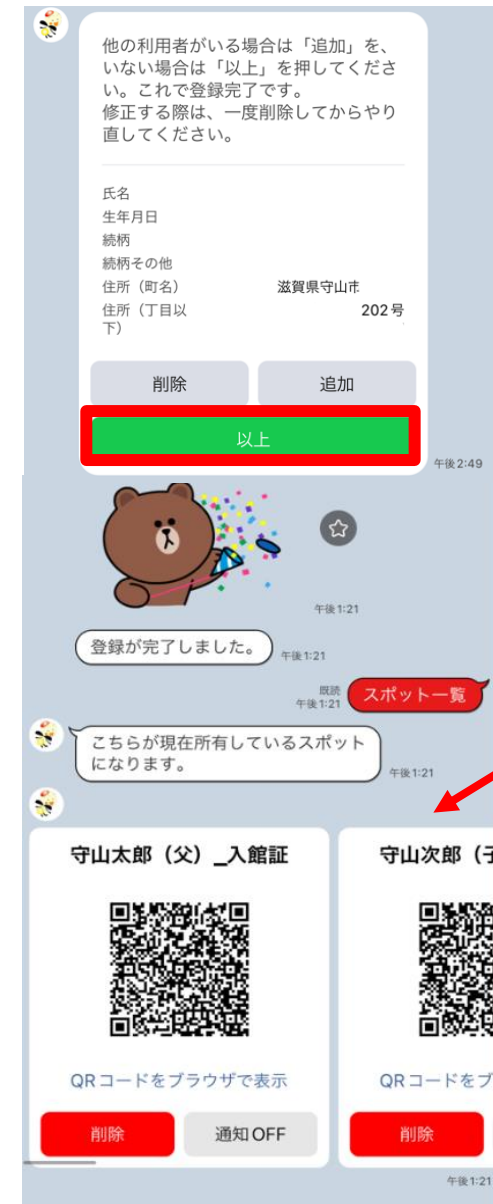 他の利用者がいる場合は「追加」を、
いない場合は「以上」を押してくださ
い。これで登録完了です。
修正する際は、一度削除してからやり
直してください。
氏名
生年月日
続柄
続柄その他
住所（町名） 滋賀県守山市
住所（丁目以 202号
下）
削除 追加
以上
午後2:49
午後1:21
登録が完了しました。 午後1:21
既読
午後1:21 スポット一覧
こちらが現在所有しているスポット
になります。
午後1:21
守山太郎（父）_入館証 守山次郎（子
QRコードをブラウザで表示 QRコードをブ
削除 通知OFF 削除
午後1:21